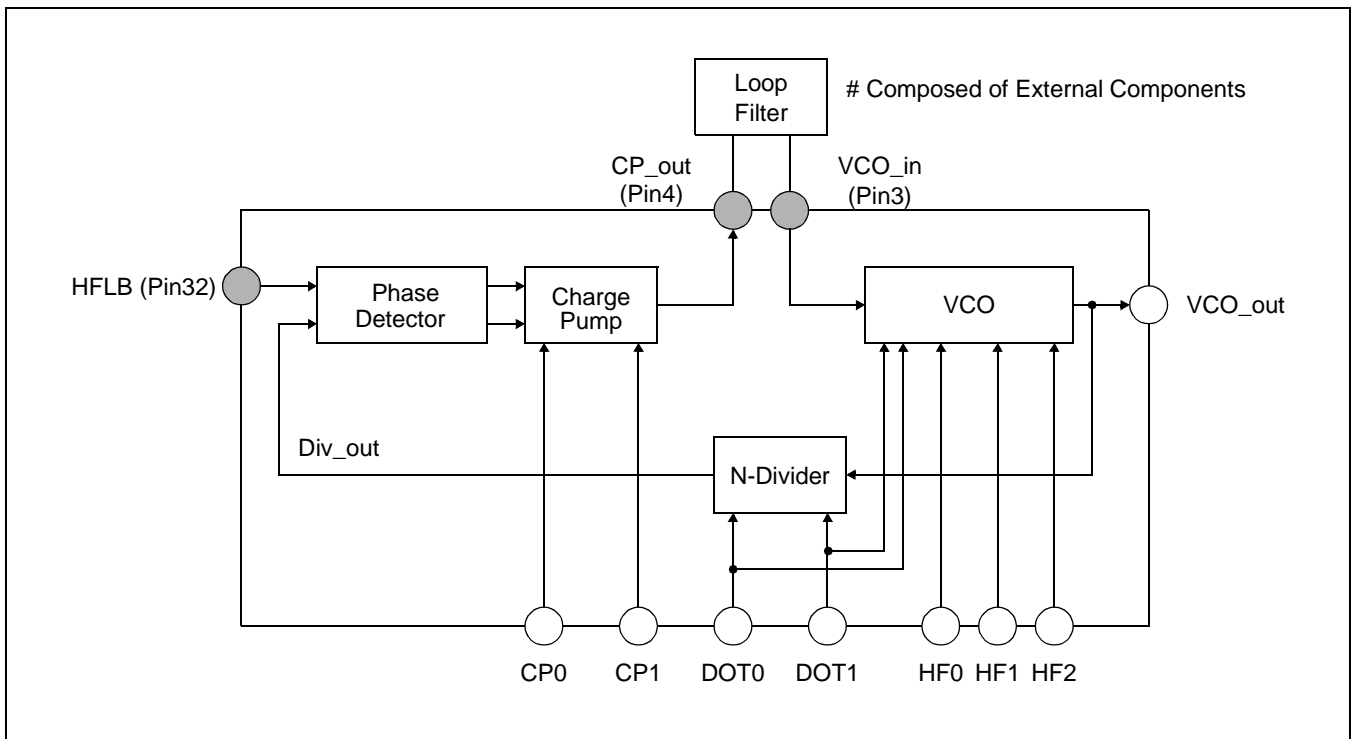 Loop
Filter
# Composed of External Components
CP_out
(Pin4)
VCO_in
(Pin3)
HFLB (Pin32)
Phase
Detector
Charge
Pump
VCO
VCO_out
Div_out
N-Divider
CP0
CP1
DOT0
DOT1
HF0
HF1
HF2